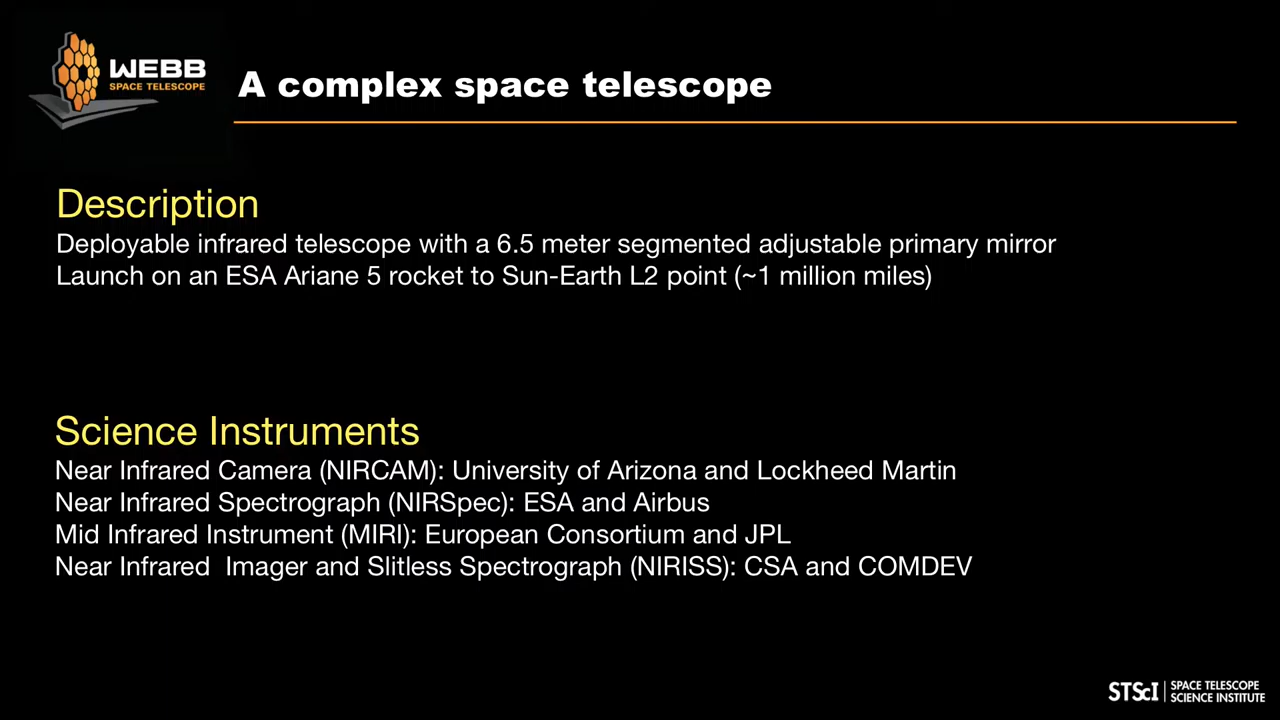 WEBB
SPACE TELESCOPE
A complex space telescope
Description
Deployable infrared telescope with a 6.5 meter segmented adjustable primary mirror
Launch on an ESA Ariane 5 rocket to Sun-Earth L2 point (~1 million miles)
Science Instruments
Near Infrared Camera (NIRCAM): University of Arizona and Lockheed Martin
Near Infrared Spectrograph (NIRSpec): ESA and Airbus
Mid Infrared Instrument (MIRI): European Consortium and JPL
Near Infrared  Imager and Slitless Spectrograph (NIRISS): CSA and COMDEV
STScI
SPACE TELESCOPE
SCIENCE INSTITUTE